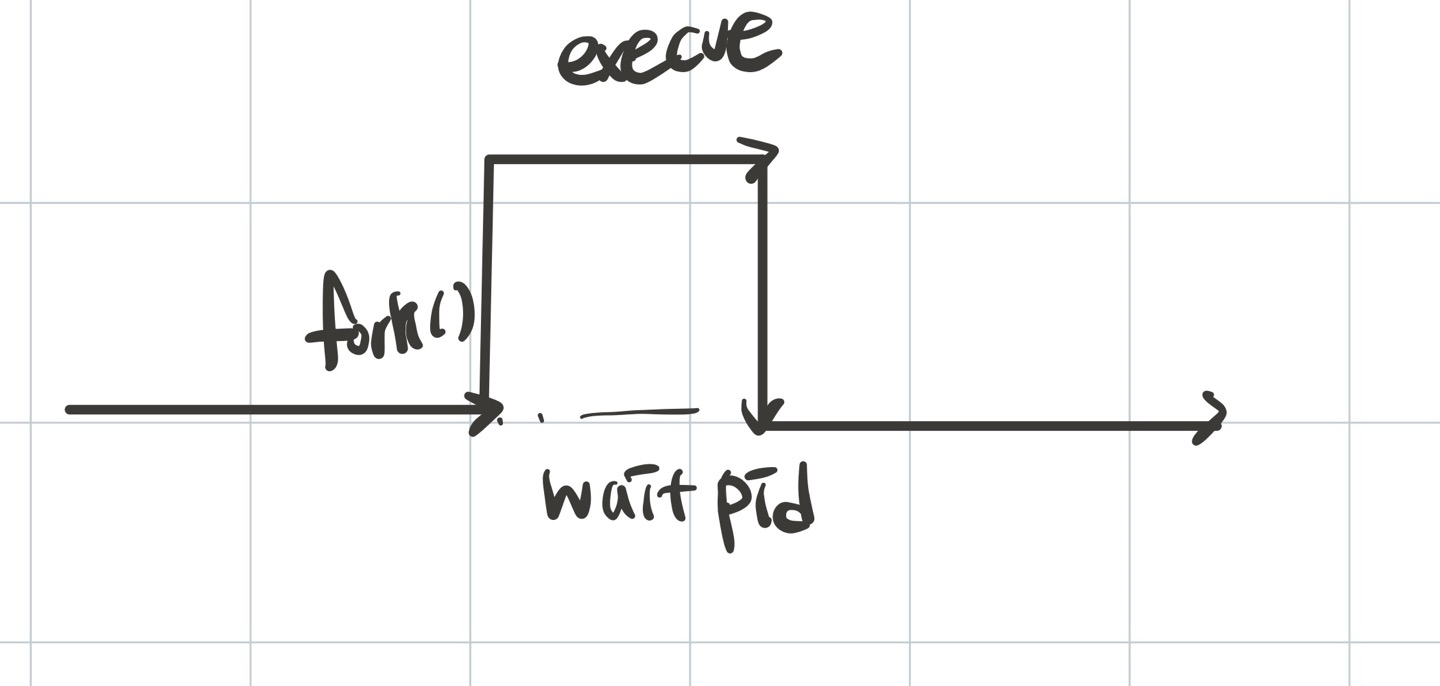 execve
fork()
wait pid